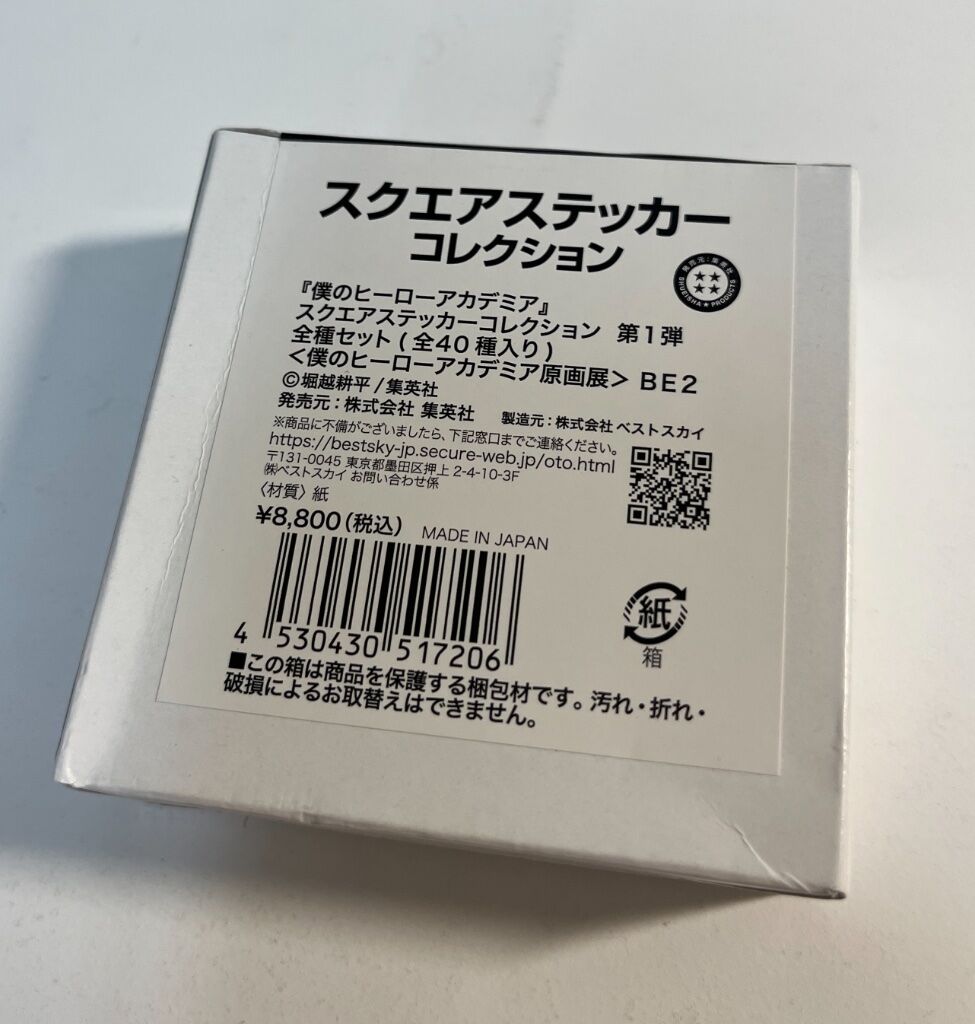 スクエアステッカー
コレクション
発売元:集英社
SHUEISHA★PRODUCTS
『僕のヒーローアカデミア』
スクエアステッカーコレクション 第1弾
全種セット(全40種入り)
<僕のヒーローアカデミア原画展> BE2
©堀越耕平/集英社
発売元:株式会社 集英社 製造元:株式会社 ベストスカイ
※商品に不備がございましたら、下記窓口までご連絡ください。
https://bestsky-jp.secure-web.jp/oto.html
〒131-0045 東京都墨田区押上 2-4-10-3F
㈱ベストスカイ お問い合わせ係
〈材質〉紙
¥8,800(税込) MADE IN JAPAN
4 530430 517206
紙
箱
■この箱は商品を保護する梱包材です。汚れ・折れ・
破損によるお取替えはできません。